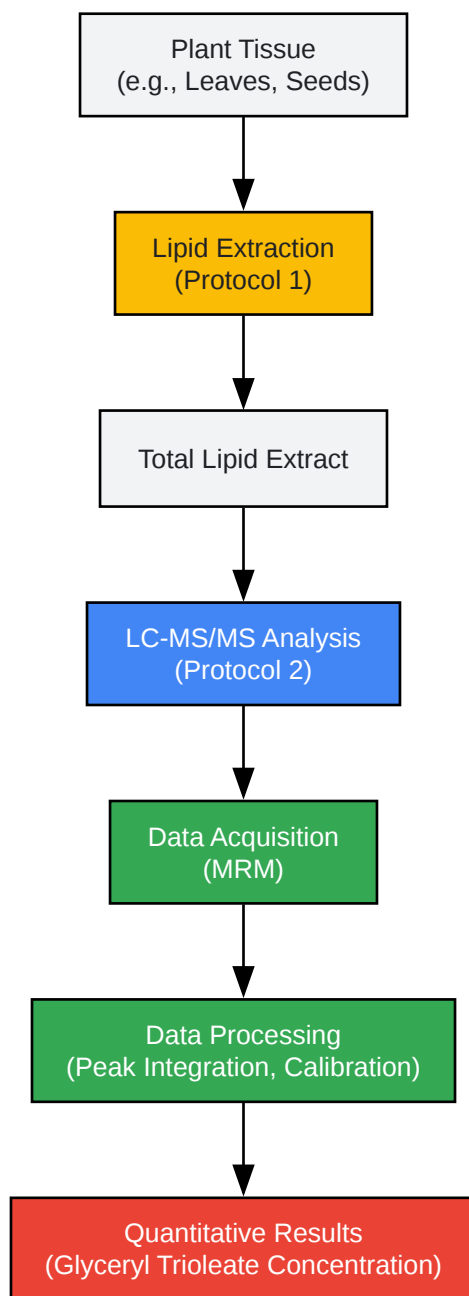 Plant Tissue
(e.g., Leaves, Seeds)
Lipid Extraction
(Protocol 1)
Total Lipid Extract
LC-MS/MS Analysis
(Protocol 2)
Data Acquisition
(MRM)
Data Processing
(Peak Integration, Calibration)
Quantitative Results
(Glyceryl Trioleate Concentration)